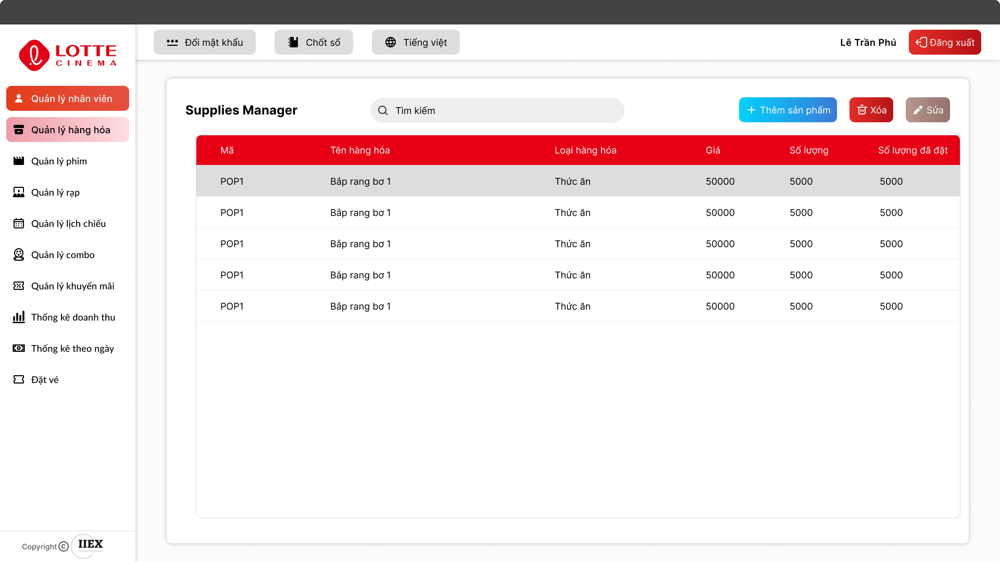 Đổi mật khẩu
Chốt sổ
Tiếng việt
Lê Trần Phú
Đăng xuất
LOTTE
CINEMA
Quản lý nhân viên
Quản lý hàng hóa
Quản lý phim
Quản lý rạp
Quản lý lịch chiếu
Quản lý combo
Quản lý khuyến mãi
Thống kê doanh thu
Thống kê theo ngày
Đặt vé
Copyright ©
IIEX
Supplies Manager
Tìm kiếm
Thêm sản phẩm
Xóa
Sửa
Mã Tên hàng hóa Loại hàng hóa Giá Số lượng Số lượng đã đặt
POP1 Bắp rang bơ 1 Thức ăn 50000 5000 5000
POP1 Bắp rang bơ 1 Thức ăn 50000 5000 5000
POP1 Bắp rang bơ 1 Thức ăn 50000 5000 5000
POP1 Bắp rang bơ 1 Thức ăn 50000 5000 5000
POP1 Bắp rang bơ 1 Thức ăn 50000 5000 5000